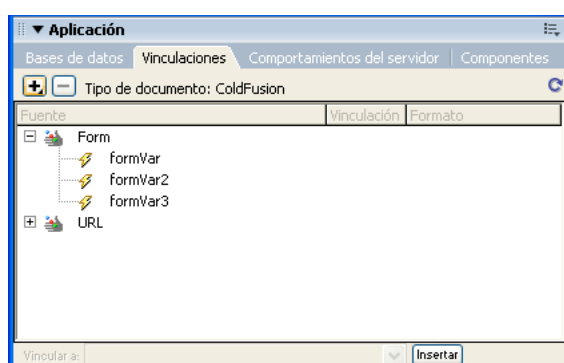 Aplicación
Bases de datos Vinculaciones Comportamientos del servidor Componentes
Tipo de documento: ColdFusion
Fuente Vinculación Formato
Form
formVar
formVar2
formVar3
URL
Vincular a: Insertar